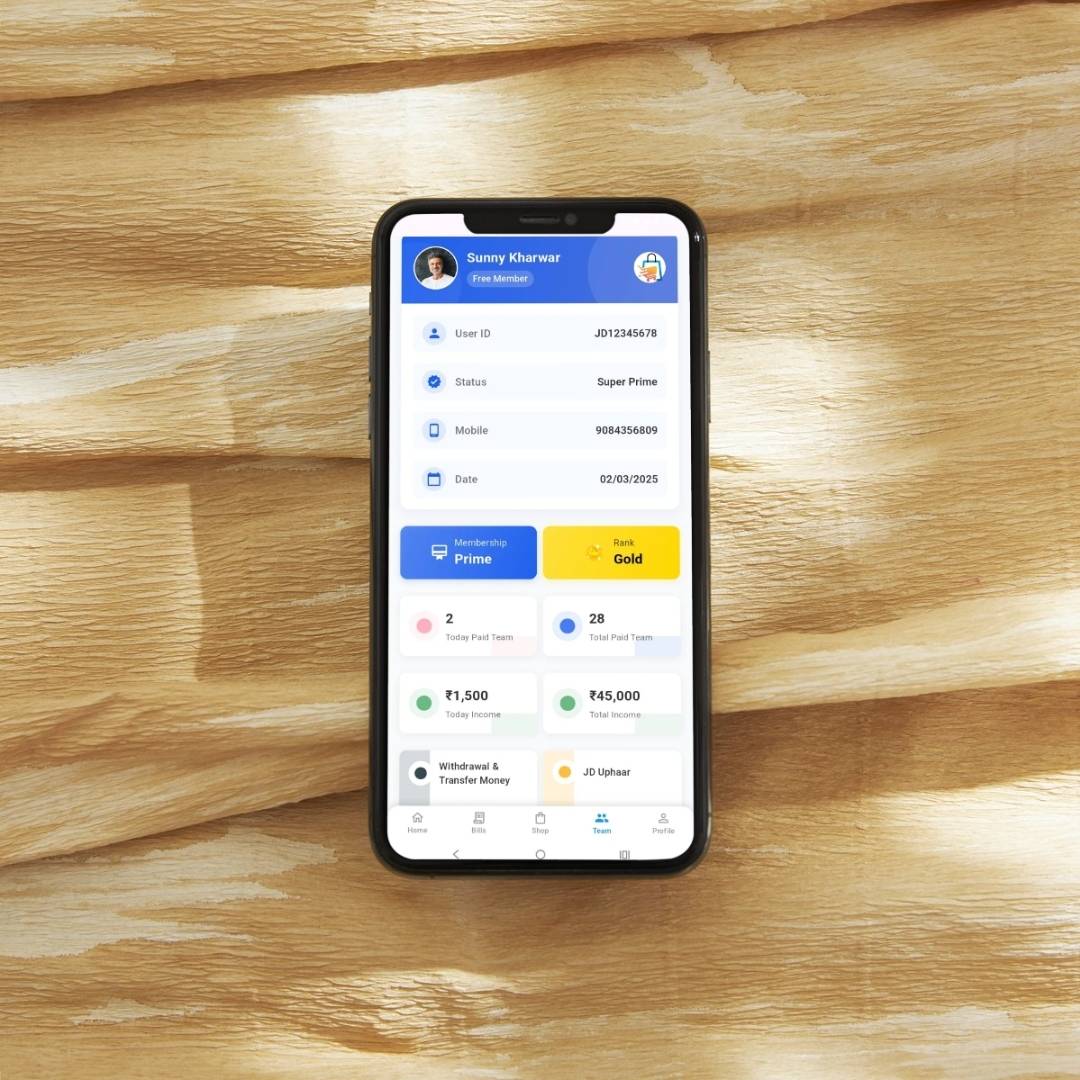 Sunny Kharwar
Free Member
User ID JD12345678
Status Super Prime
Mobile 9084356809
Date 02/03/2025
Membership
Prime
Rank
Gold
2
Today Paid Team
28
Total Paid Team
₹1,500
Today Income
₹45,000
Total Income
Withdrawal &
Transfer Money
JD Uphaar
Home Bills Shop Team Profile